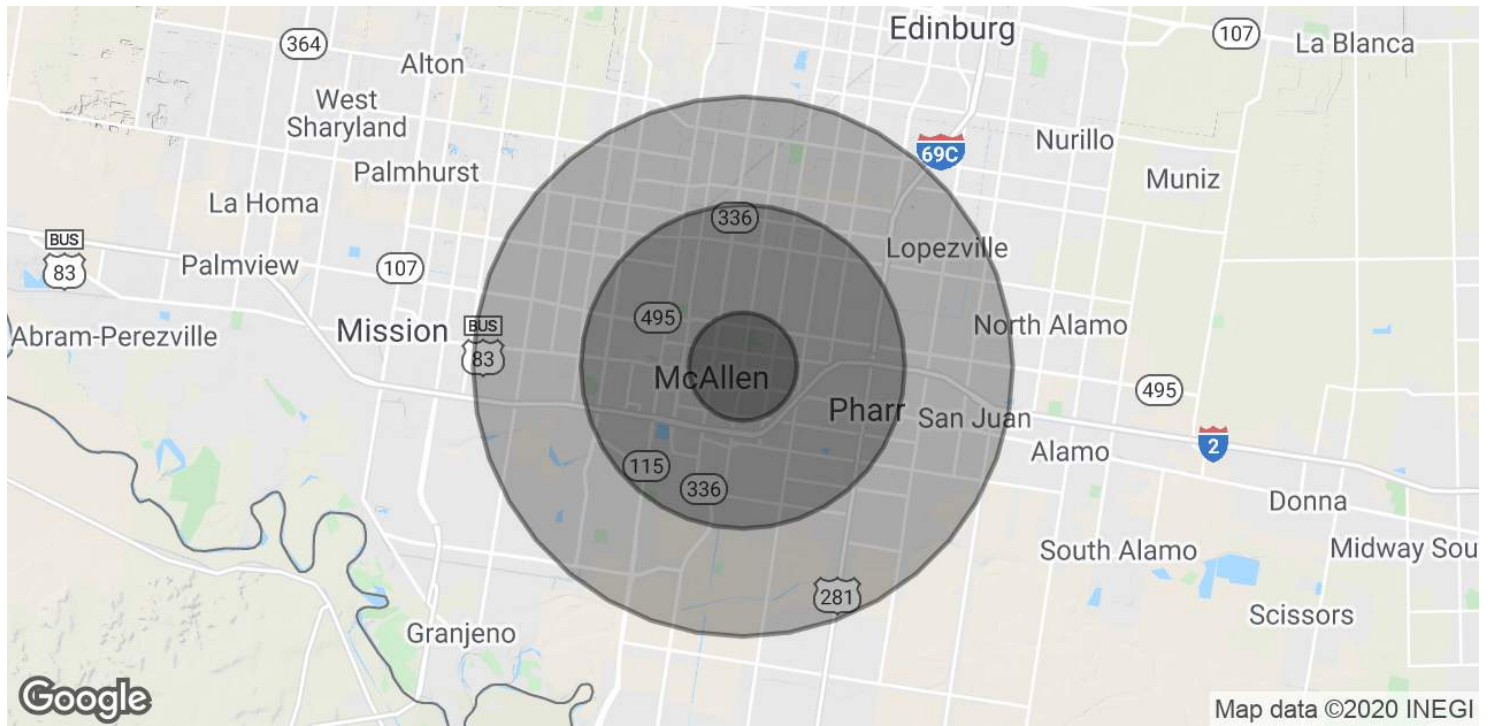 Edinburg
107
La Blanca
364
Alton
West
Sharyland
69C
Nurillo
Palmhurst
Muniz
La Homa
336
Lopezville
BUS
83
Palmview
107
495
North Alamo
Abram-Perezville
Mission
BUS
83
McAllen
495
Pharr
San Juan
2
Alamo
115
336
Donna
South Alamo
Midway Sou
281
Scissors
Granjeno
Google
Map data ©2020 INEGI